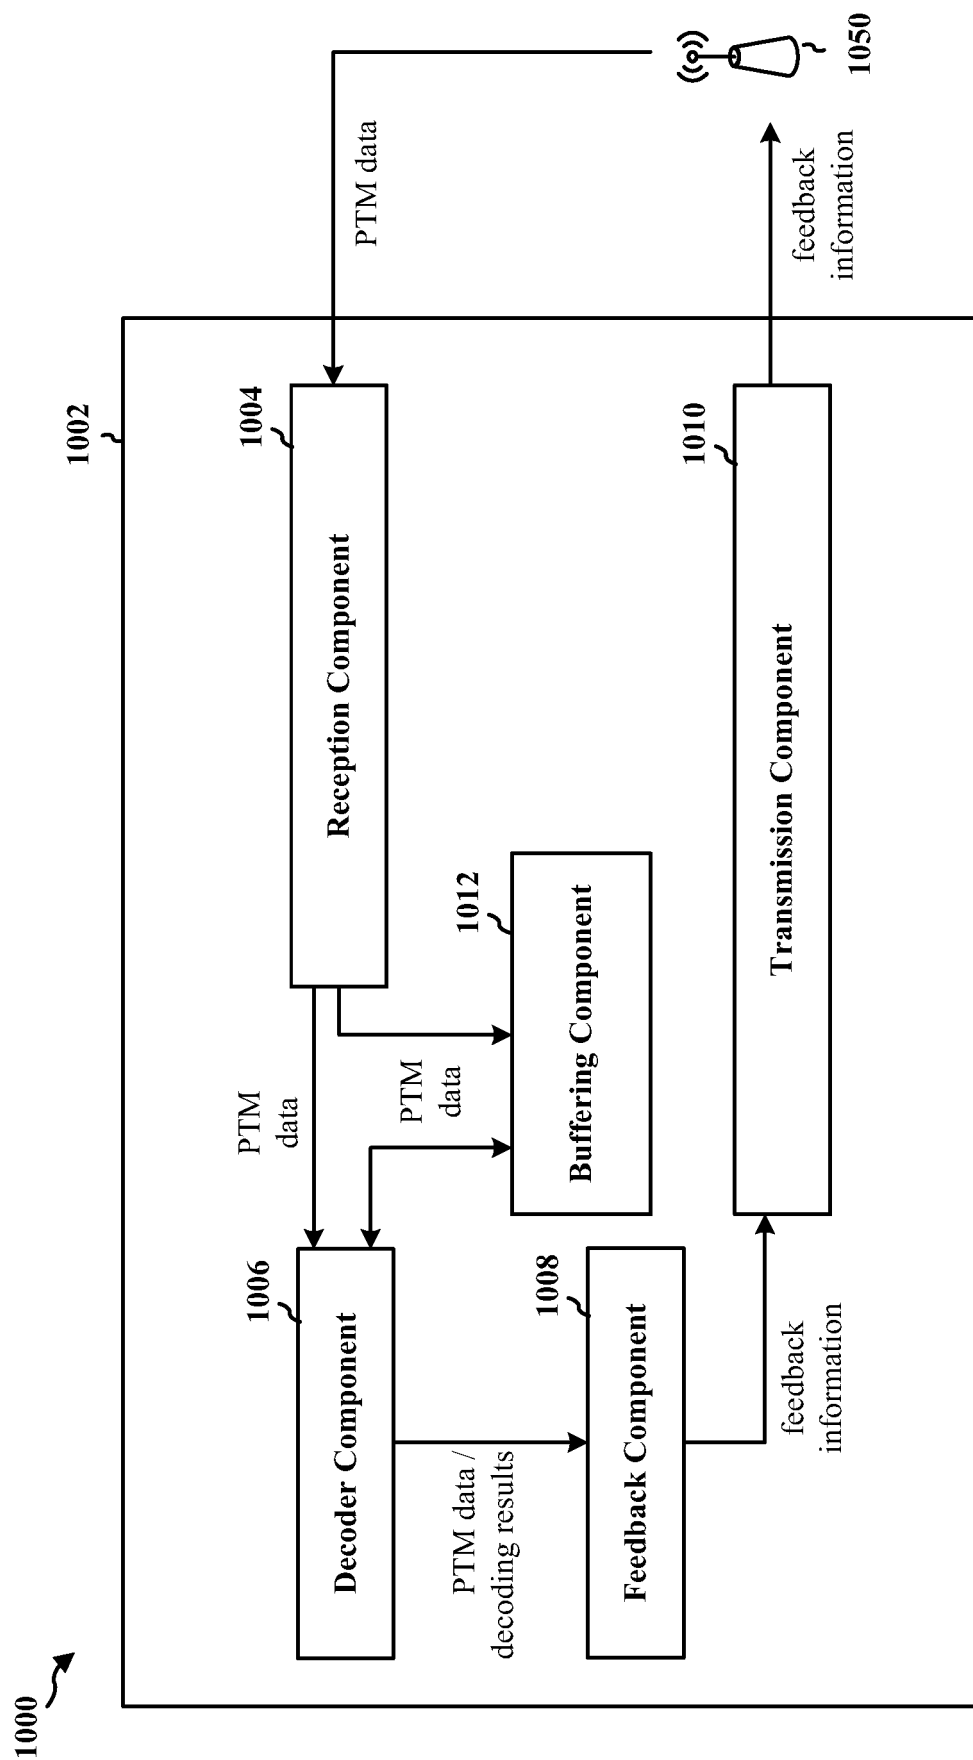 1000
1002
1006
Decoder Component
PTM
data
1004
Reception Component
PTM data
PTM
data
PTM data /
decoding results
1012
Buffering Component
1008
Feedback Component
feedback
information
1010
Transmission Component
feedback
information
1050